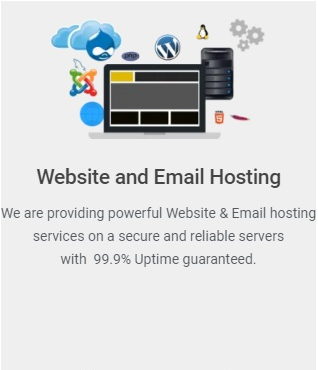 Website and Email Hosting
We are providing powerful Website & Email hosting
services on a secure and reliable servers
with  99.9% Uptime guaranteed.